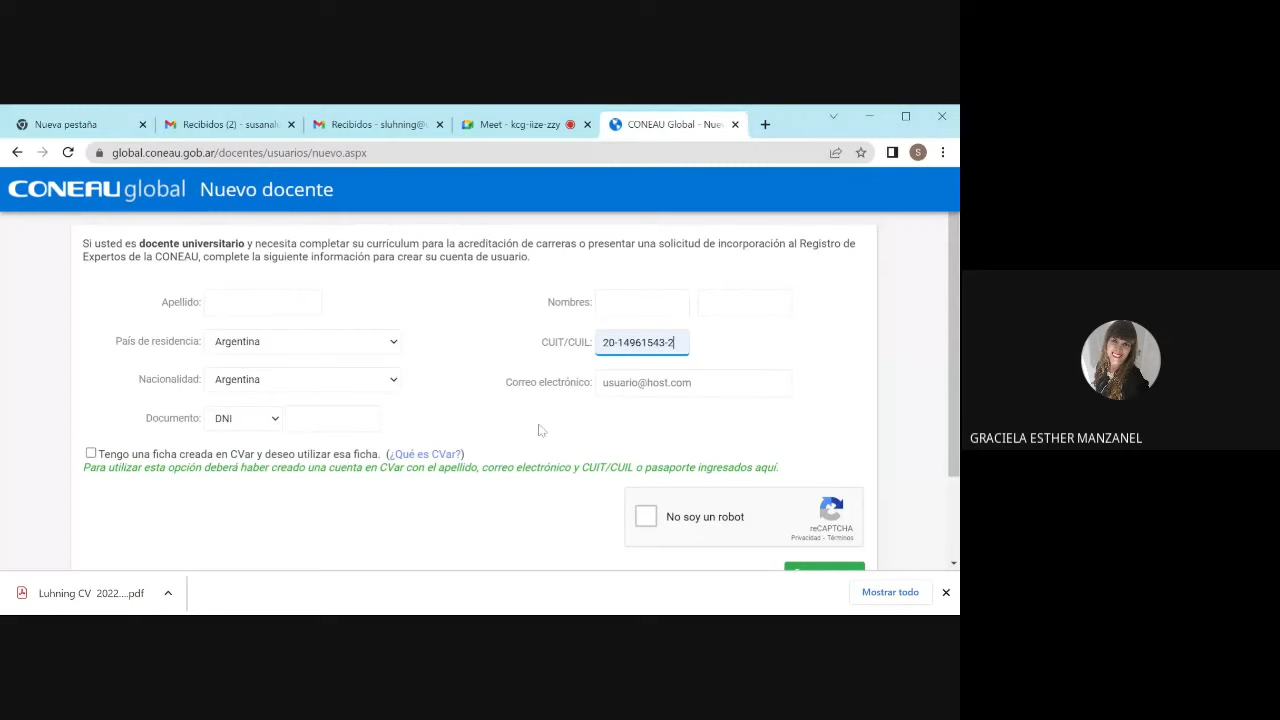 Nueva pestaña
Recibidos (2) - susanal
Recibidos - sluhning@
Meet - kcg-iize-zzy
CONEAU Global - Nue
global.coneau.gob.ar/docentes/usuarios/nuevo.aspx
S
CONEAU global Nuevo docente
Si usted es docente universitario y necesita completar su currículum para la acreditación de carreras o presentar una solicitud de incorporación al Registro de
Expertos de la CONEAU, complete la siguiente información para crear su cuenta de usuario.
Apellido:
Nombres:
País de residencia: Argentina
CUIT/CUIL: 20-14961543-2
Nacionalidad: Argentina
Correo electrónico: usuario@host.com
Documento: DNI
Tengo una ficha creada en CVar y deseo utilizar esa ficha. (¿Qué es CVar?)
Para utilizar esta opción deberá haber creado una cuenta en CVar con el apellido, correo electrónico y CUIT/CUIL o pasaporte ingresados aquí.
No soy un robot
reCAPTCHA
Privacidad - Términos
Luhning CV 2022....pdf
Mostrar todo
GRACIELA ESTHER MANZANEL